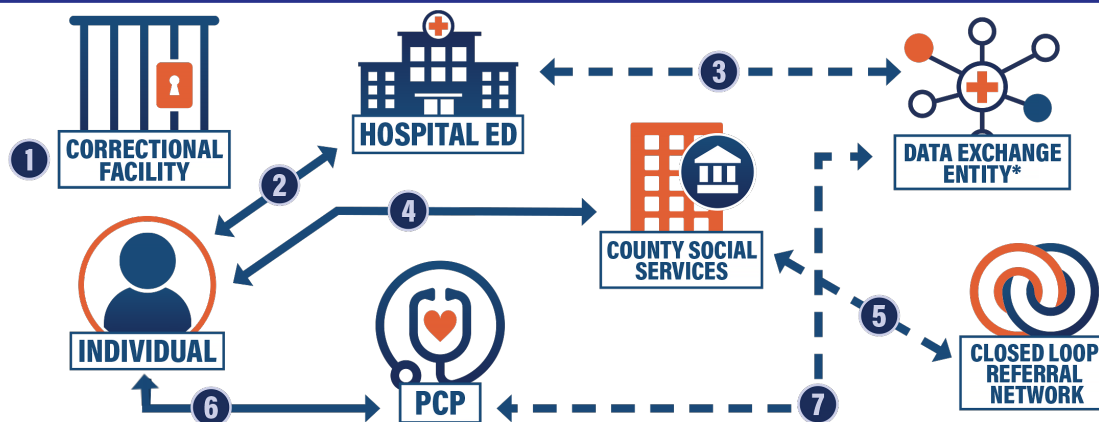 1
CORRECTIONAL
FACILITY
HOSPITAL ED
3
DATA EXCHANGE
ENTITY*
2
4
COUNTY SOCIAL
SERVICES
INDIVIDUAL
5
CLOSED LOOP
REFERRAL
NETWORK
6
PCP
7